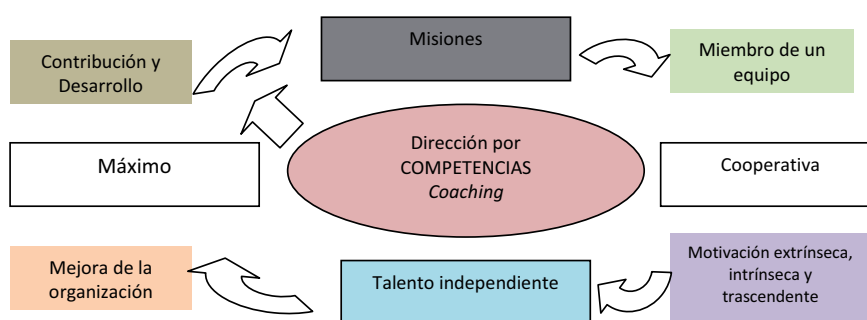 Misiones
Contribución y
Desarrollo
Miembro de un
equipo
Dirección por
COMPETENCIAS
Coaching
Máximo
Cooperativa
Mejora de la
organización
Talento independiente
Motivación extrínseca,
intrínseca y
trascendente